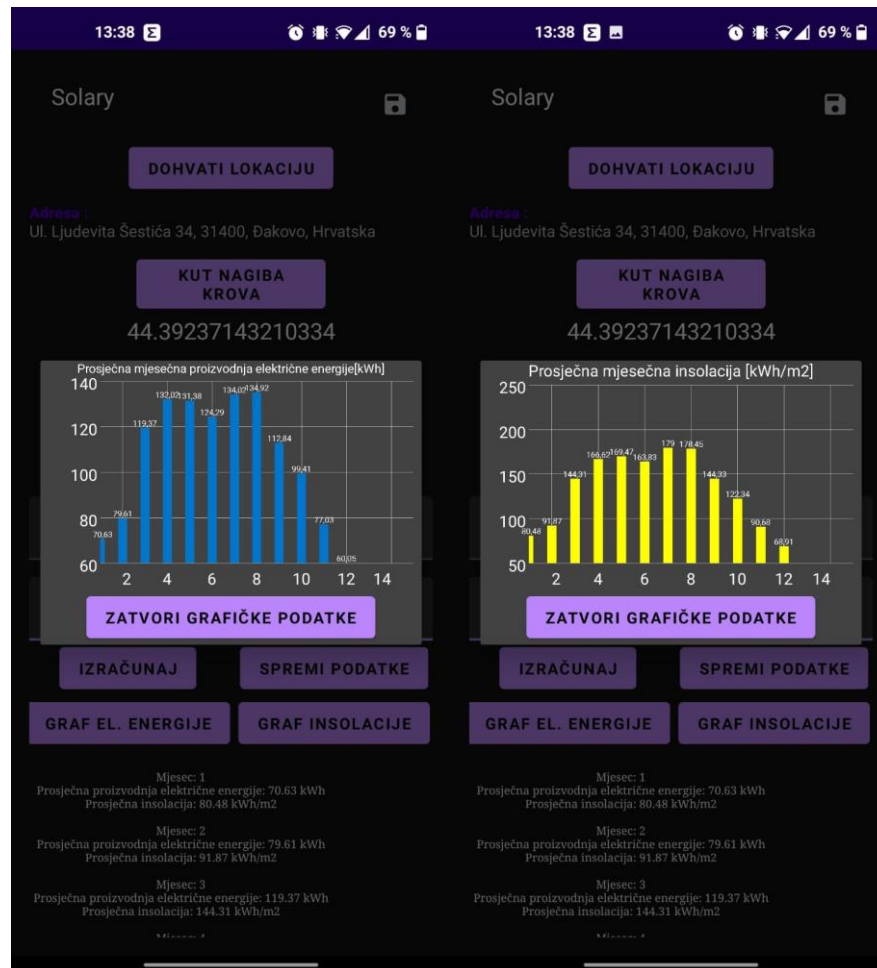 13:38 Σ 69 %
Solary
DOHVATI LOKACIJU
Adresa :
Ul. Ljudevita Šestića 34, 31400, Đakovo, Hrvatska
KUT NAGIBA
KROVA
44.39237143210334
Prosječna mjesečna proizvodnja električne energije[kWh]
140
120
100
80
60
70,63 79,61 119,37 132,02 131,38 124,29 134,02 134,92 112,84 99,41 77,03 60,05
2 4 6 8 10 12 14
ZATVORI GRAFIČKE PODATKE
IZRAČUNAJ SPREMI PODATKE
GRAF EL. ENERGIJE GRAF INSOLACIJE
Mjesec: 1
Prosječna proizvodnja električne energije: 70.63 kWh
Prosječna insolacija: 80.48 kWh/m2
Mjesec: 2
Prosječna proizvodnja električne energije: 79.61 kWh
Prosječna insolacija: 91.87 kWh/m2
Mjesec: 3
Prosječna proizvodnja električne energije: 119.37 kWh
Prosječna insolacija: 144.31 kWh/m2
13:38 Σ 69 %
Solary
DOHVATI LOKACIJU
Adresa :
Ul. Ljudevita Šestića 34, 31400, Đakovo, Hrvatska
KUT NAGIBA
KROVA
44.39237143210334
Prosječna mjesečna insolacija [kWh/m2]
250
200
150
100
50
80,48 91,87 144,31 166,62 169,47 163,83 179 178,45 144,33 122,34 90,68 68,91
2 4 6 8 10 12 14
ZATVORI GRAFIČKE PODATKE
IZRAČUNAJ SPREMI PODATKE
GRAF EL. ENERGIJE GRAF INSOLACIJE
Mjesec: 1
Prosječna proizvodnja električne energije: 70.63 kWh
Prosječna insolacija: 80.48 kWh/m2
Mjesec: 2
Prosječna proizvodnja električne energije: 79.61 kWh
Prosječna insolacija: 91.87 kWh/m2
Mjesec: 3
Prosječna proizvodnja električne energije: 119.37 kWh
Prosječna insolacija: 144.31 kWh/m2